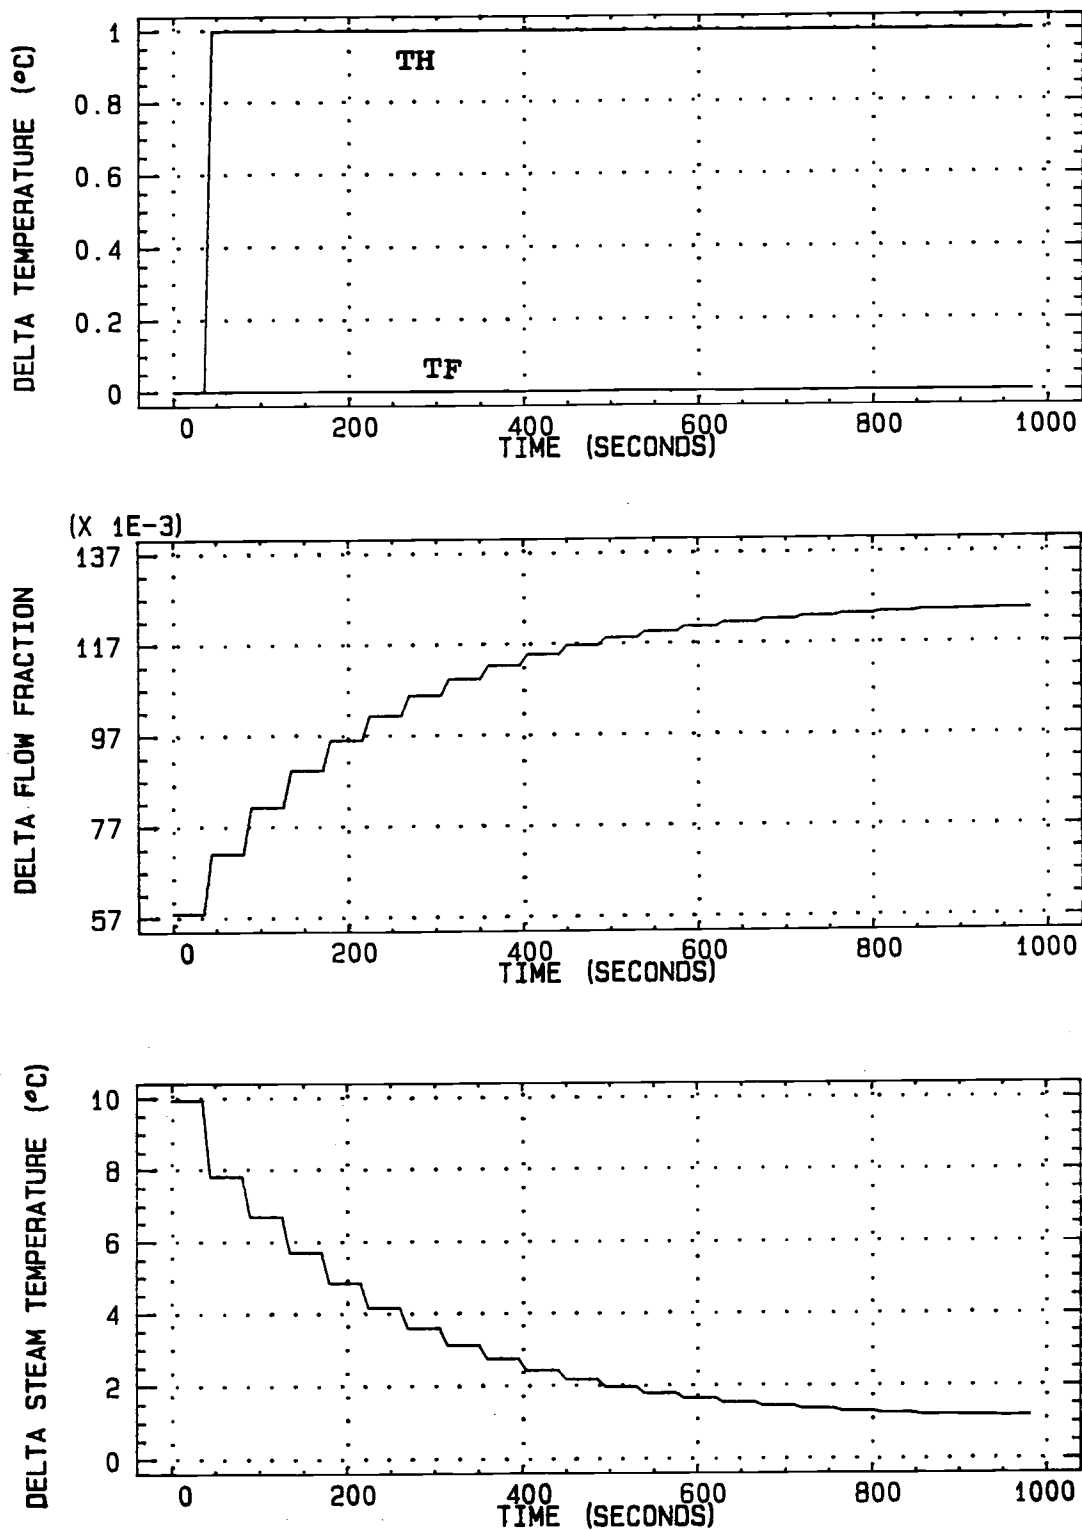 DELTA TEMPERATURE (ºC)
1
0.8
0.6
0.4
0.2
0
TH
TF
0 200 400 600 800 1000
TIME (SECONDS)
(X 1E-3)
DELTA FLOW FRACTION
137
117
97
77
57
0 200 400 600 800 1000
TIME (SECONDS)
DELTA STEAM TEMPERATURE (ºC)
10
8
6
4
2
0
0 200 400 600 800 1000
TIME (SECONDS)